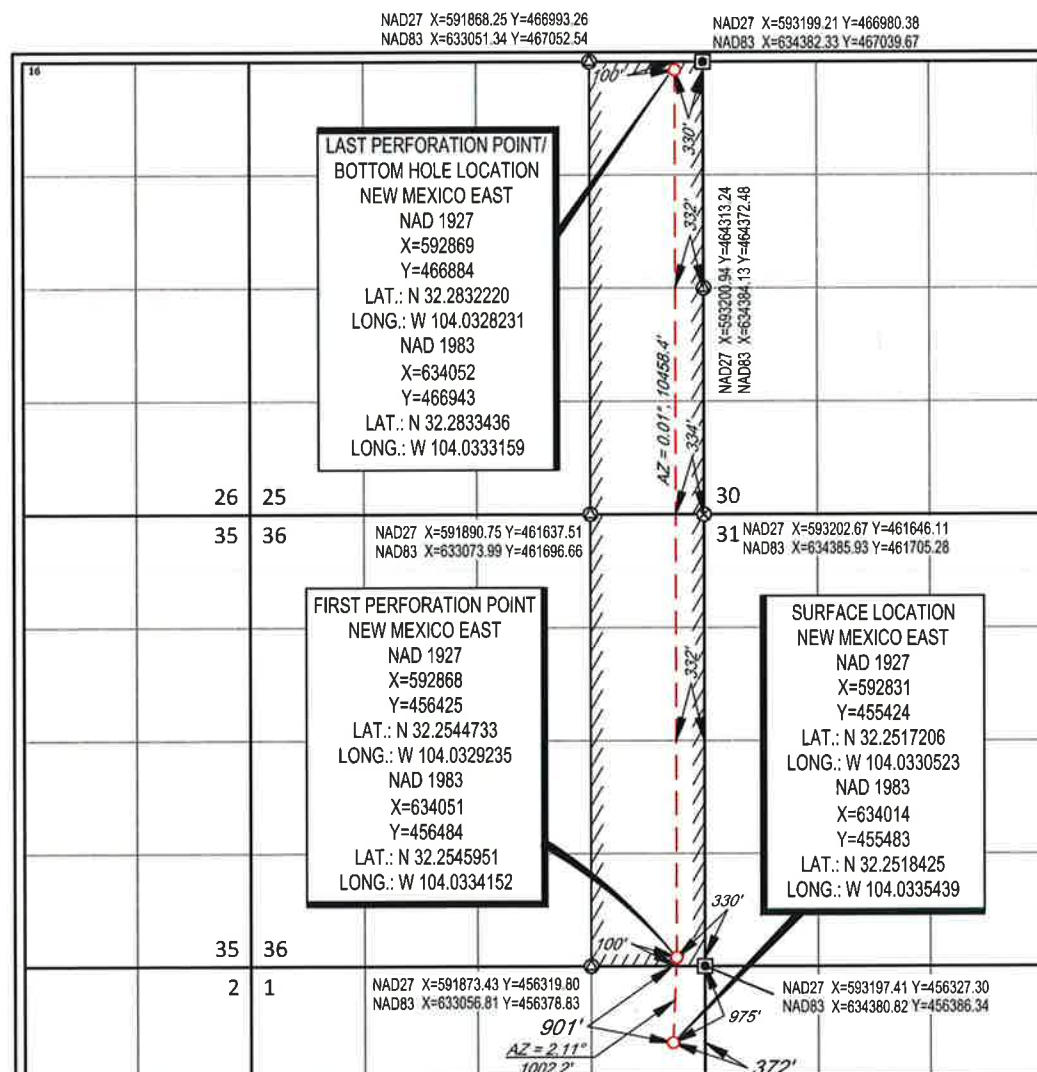 NAD27 X=591868.25 Y=466993.26
NAD83 X=633051.34 Y=467052.54
NAD27 X=593199.21 Y=466980.38
NAD83 X=634382.33 Y=467039.67
16
100'
330'
LAST PERFORATION POINT/
BOTTOM HOLE LOCATION
NEW MEXICO EAST
NAD 1927
X=592869
Y=466884
LAT.: N 32.2832220
LONG.: W 104.0328231
NAD 1983
X=634052
Y=466943
LAT.: N 32.2833436
LONG.: W 104.0333159
332'
NAD27 X=593200.94 Y=464313.24
NAD83 X=634384.13 Y=464372.48
AZ = 0.01°, 10458.4'
334'
26 25
30
35 36
31
NAD27 X=591890.75 Y=461637.51
NAD83 X=633073.99 Y=461696.66
NAD27 X=593202.67 Y=461646.11
NAD83 X=634385.93 Y=461705.28
FIRST PERFORATION POINT
NEW MEXICO EAST
NAD 1927
X=592868
Y=456425
LAT.: N 32.2544733
LONG.: W 104.0329235
NAD 1983
X=634051
Y=456484
LAT.: N 32.2545951
LONG.: W 104.0334152
332'
SURFACE LOCATION
NEW MEXICO EAST
NAD 1927
X=592831
Y=455424
LAT.: N 32.2517206
LONG.: W 104.0330523
NAD 1983
X=634014
Y=455483
LAT.: N 32.2518425
LONG.: W 104.0335439
330'
100'
35 36
2 1
NAD27 X=591873.43 Y=456319.80
NAD83 X=633056.81 Y=456378.83
NAD27 X=593197.41 Y=456327.30
NAD83 X=634380.82 Y=456386.34
901'
975'
AZ = 2.11°
1002.2'
372'